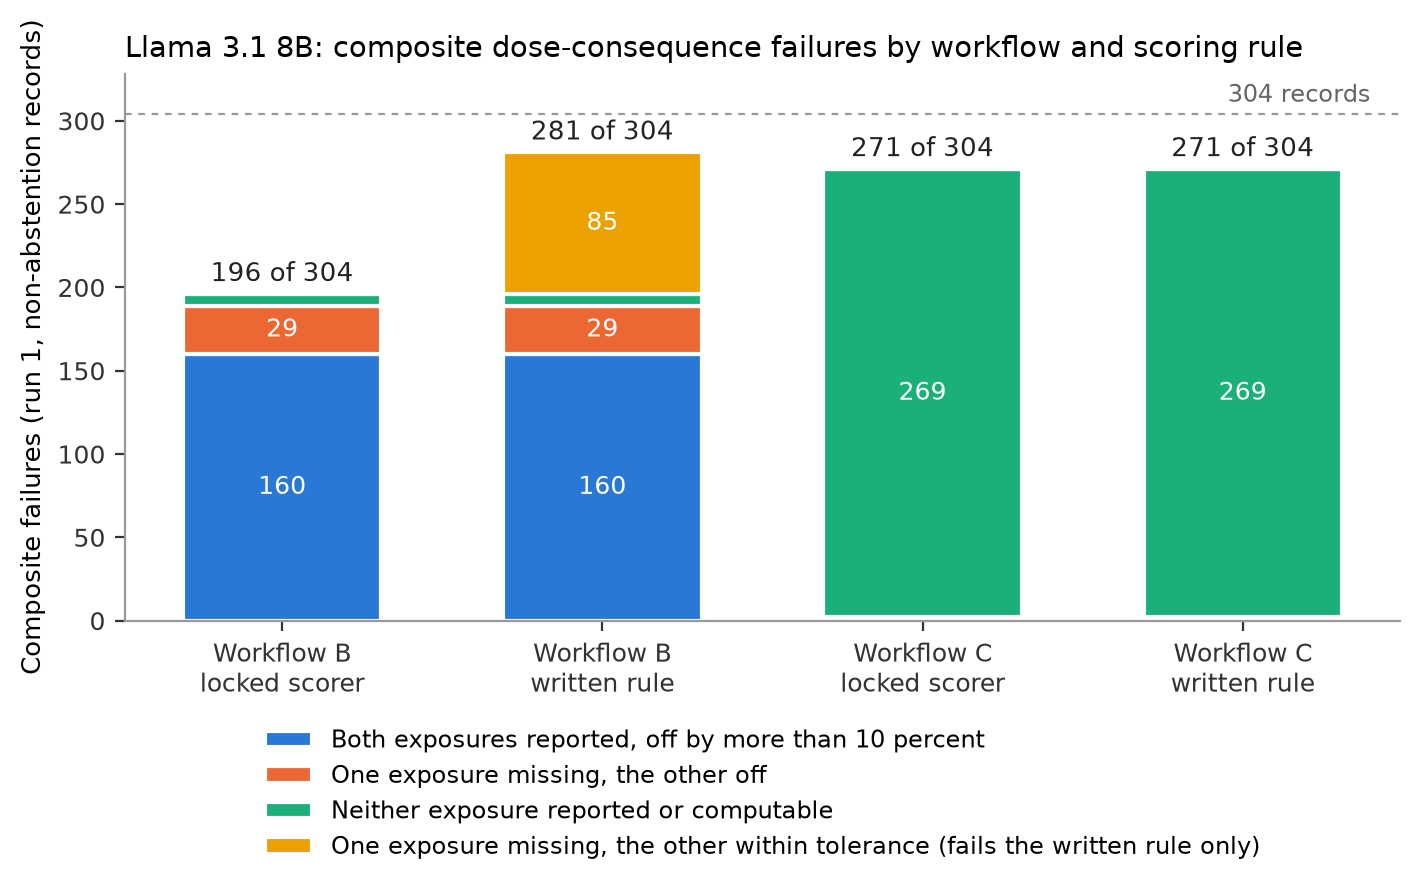 Llama 3.1 8B: composite dose-consequence failures by workflow and scoring rule
Composite failures (run 1, non-abstention records)
300
250
200
150
100
50
0
304 records
196 of 304
281 of 304
271 of 304
271 of 304
85
29
29
269
269
160
160
Workflow B
locked scorer
Workflow B
written rule
Workflow C
locked scorer
Workflow C
written rule
Both exposures reported, off by more than 10 percent
One exposure missing, the other off
Neither exposure reported or computable
One exposure missing, the other within tolerance (fails the written rule only)